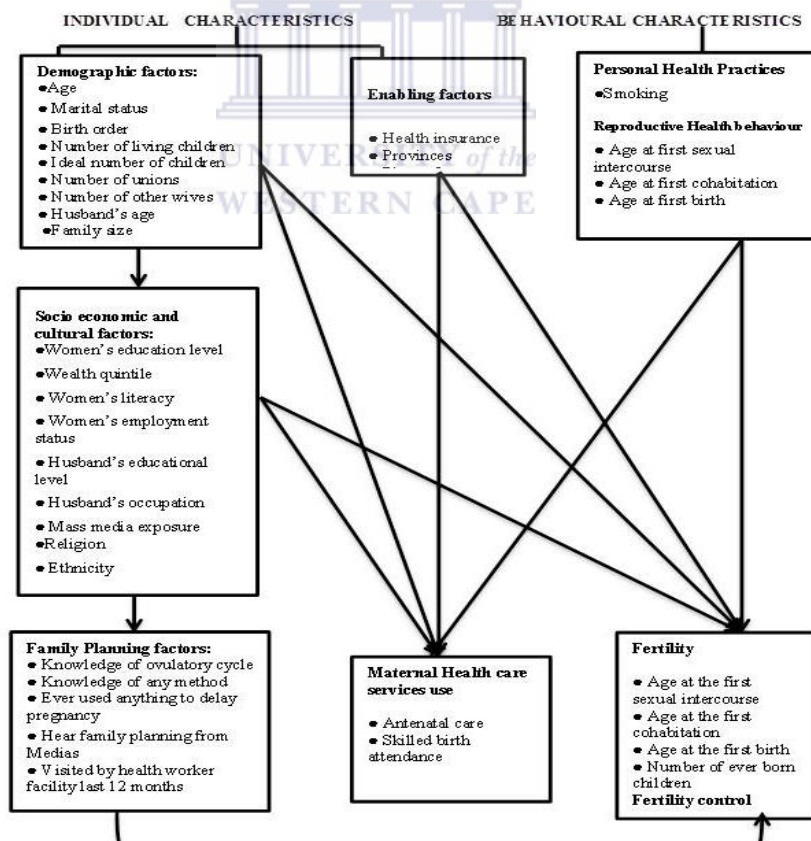 INDIVIDUAL CHARACTERISTICS
BEHAVIOURAL CHARACTERISTICS
Demographic factors:
●Age
● Marital status
● Birth order
● Number of living children
● Ideal number of children
● Number of unions
● Number of other wives
● Husband's age
●Family size
Enabling factors
● Health insurance
● Provinces
Personal Health Practices
●Smoking
Reproductive Health behaviour
● Age at first sexual
intercourse
● Age at first cohabitation
● Age at first birth
UNIVERSITY of the
WESTERN CAPE
Socio economic and
cultural factors:
●Women's education level
●Wealth quintile
● Women's literacy
● Women's employment
status
● Husband's educational
level
● Husband's occupation
● Mass media exposure
●Religion
● Ethnicity
Family Planning factors:
● Knowledge of ovulatory cycle
● Knowledge of any method
● Ever used anything to delay
pregnancy
● Hear family planning from
Medias
● Visited by health worker
facility last 12 months
Maternal Health care
services use
● Antenatal care
● Skilled birth
attendance
Fertility
● Age at the first
sexual intercourse
● Age at the first
cohabitation
● Age at the first birth
● Number of ever born
children
Fertility control